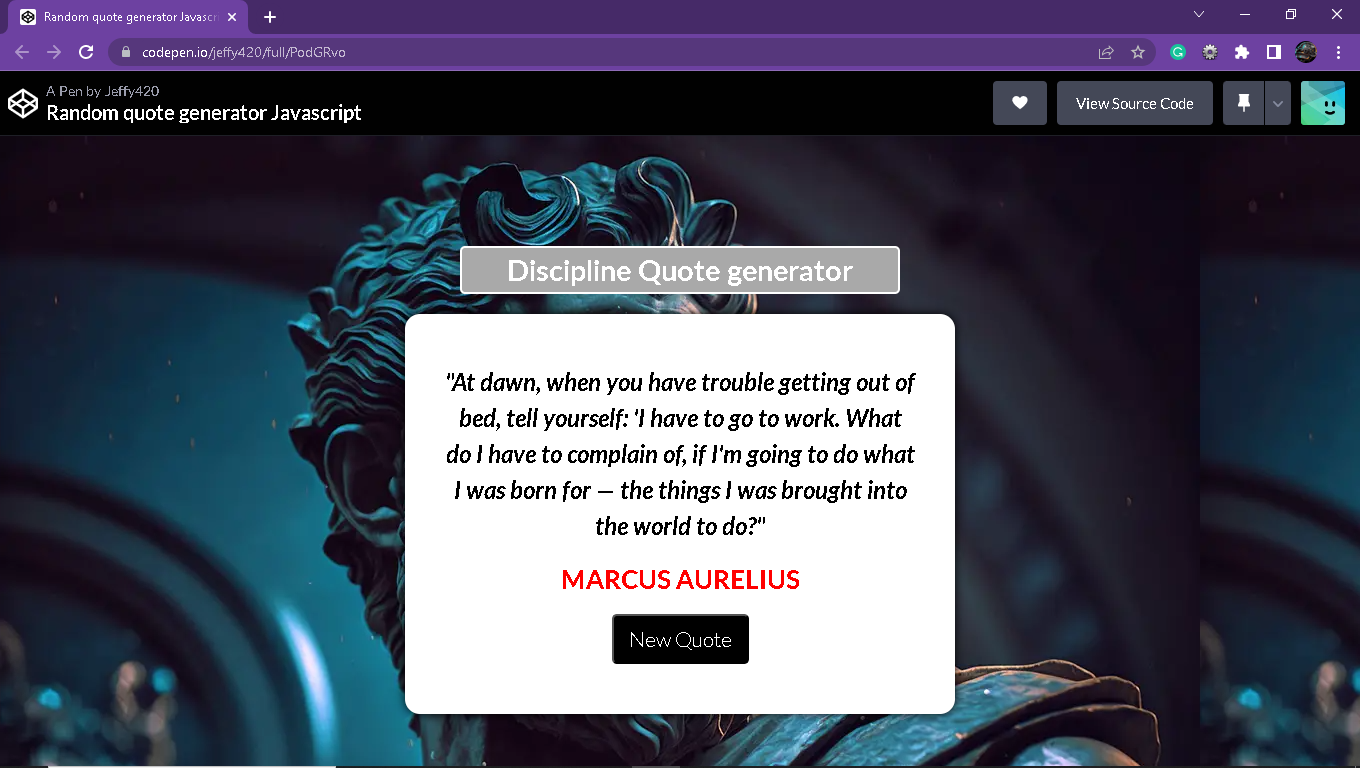 Random quote generator Javascr
codepen.io/jeffy420/full/PodGRvo
A Pen by Jeffy420
Random quote generator Javascript
View Source Code
Discipline Quote generator
"At dawn, when you have trouble getting out of
bed, tell yourself: 'I have to go to work. What
do I have to complain of, if I'm going to do what
I was born for — the things I was brought into
the world to do?"
MARCUS AURELIUS
New Quote